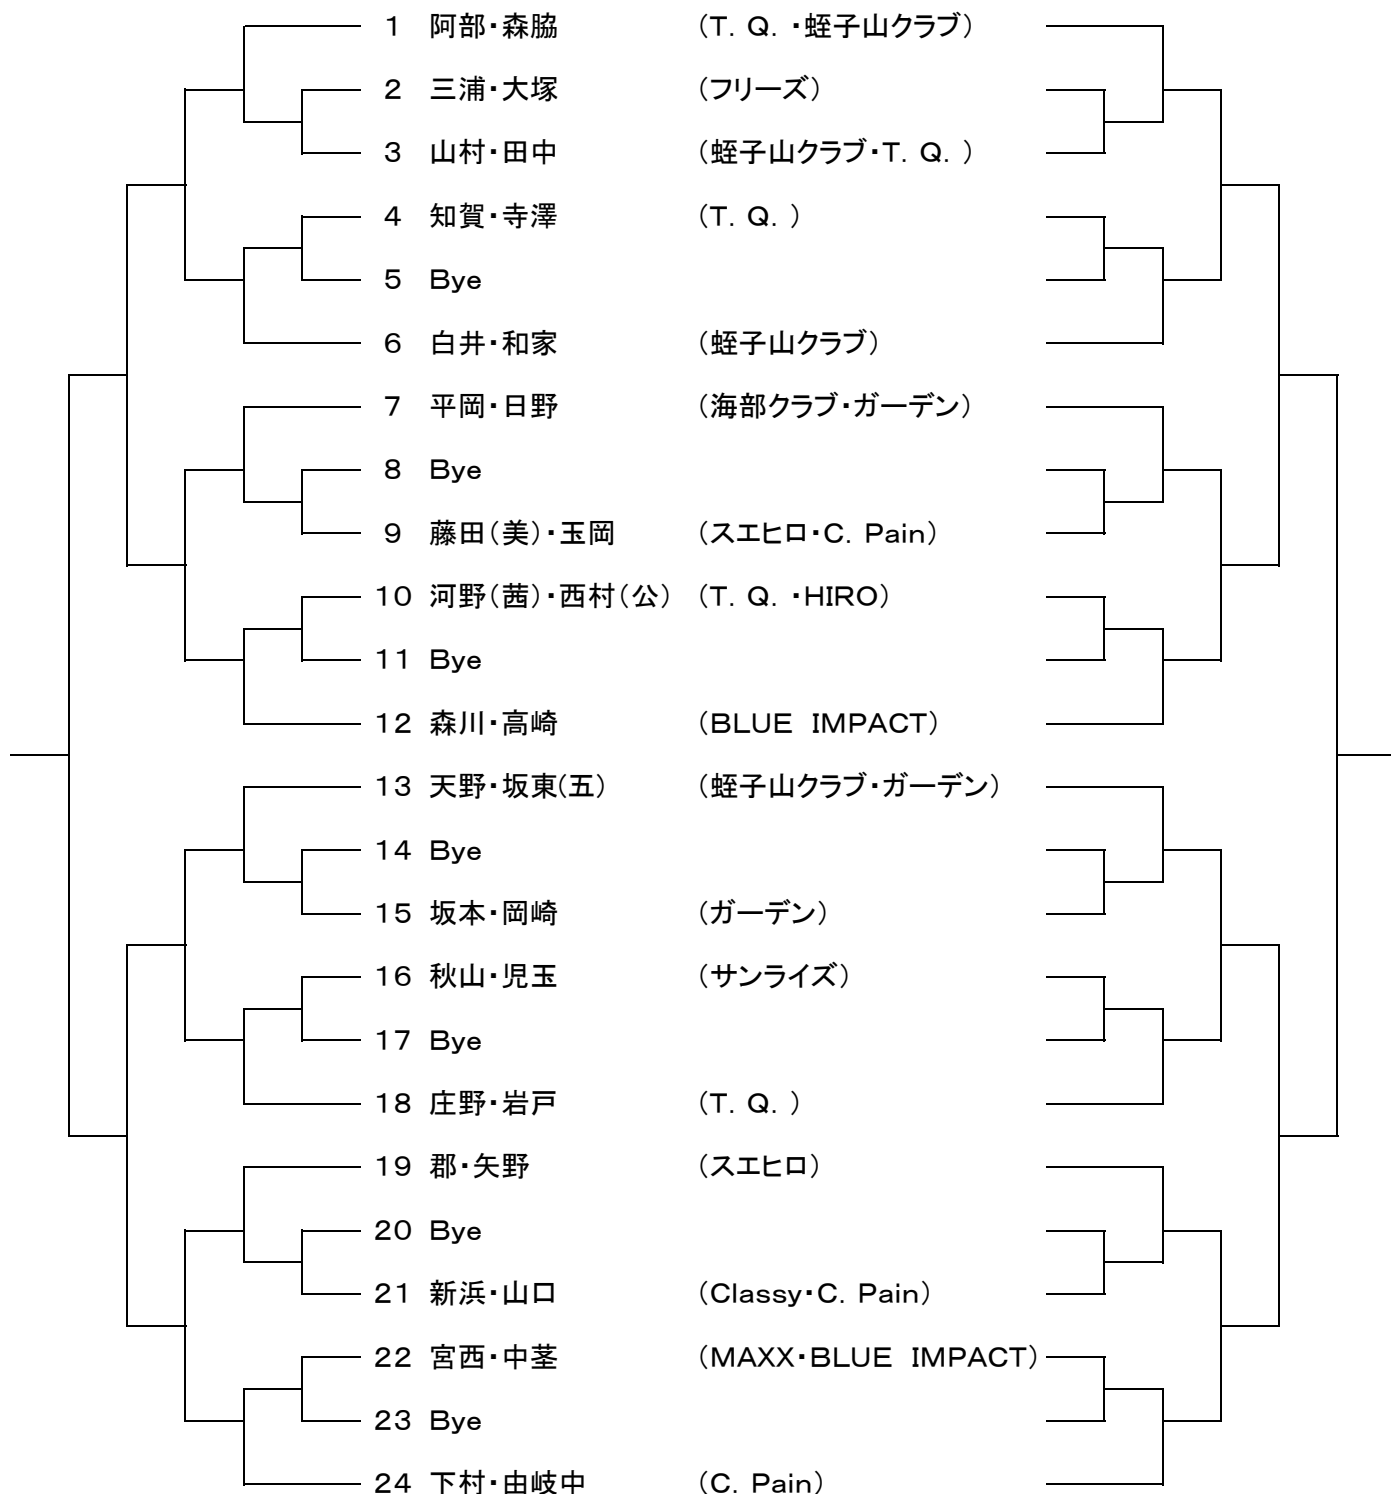 1 阿部・森脇 (T. Q. ・蛭子山クラブ)
2 三浦・大塚 (フリーズ)
3 山村・田中 (蛭子山クラブ・T. Q. )
4 知賀・寺澤 (T. Q. )
5 Bye
6 白井・和家 (蛭子山クラブ)
7 平岡・日野 (海部クラブ・ガーデン)
8 Bye
9 藤田(美)・玉岡 (スエヒロ・C. Pain)
10 河野(茜)・西村(公) (T. Q. ・HIRO)
11 Bye
12 森川・高崎 (BLUE IMPACT)
13 天野・坂東(五) (蛭子山クラブ・ガーデン)
14 Bye
15 坂本・岡崎 (ガーデン)
16 秋山・児玉 (サンライズ)
17 Bye
18 庄野・岩戸 (T. Q. )
19 郡・矢野 (スエヒロ)
20 Bye
21 新浜・山口 (Classy・C. Pain)
22 宮西・中茎 (MAXX・BLUE IMPACT)
23 Bye
24 下村・由岐中 (C. Pain)